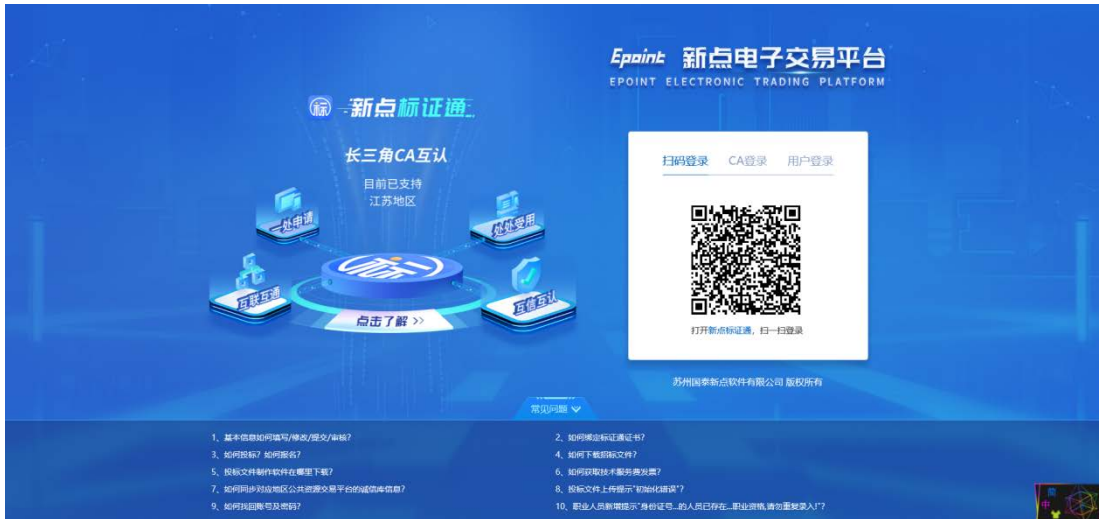 Epoint 新点电子交易平台
EPOINT ELECTRONIC TRADING PLATFORM
标 新点标证通
长三角CA互认
目前已支持
江苏地区
一处申请
处处受用
互联互通
互信互认
标
点击了解 >>
扫码登录 CA登录 用户登录
打开新点标证通，扫一扫登录
苏州国泰新点软件有限公司 版权所有
常见问题
1、基本信息如何填写/修改/提交/审核?
2、如何绑定标证通证书?
3、如何投标? 如何报名?
4、如何下载招标文件?
5、投标文件制作软件在哪里下载?
6、如何获取技术服务费发票?
7、如何同步对应地区公共资源交易平台的诚信库信息?
8、投标文件上传提示"初始化错误"?
9、如何找回账号及密码?
10、职业人员新增提示"身份证号...的人员已存在...职业资格,请勿重复录入!"?
简
中